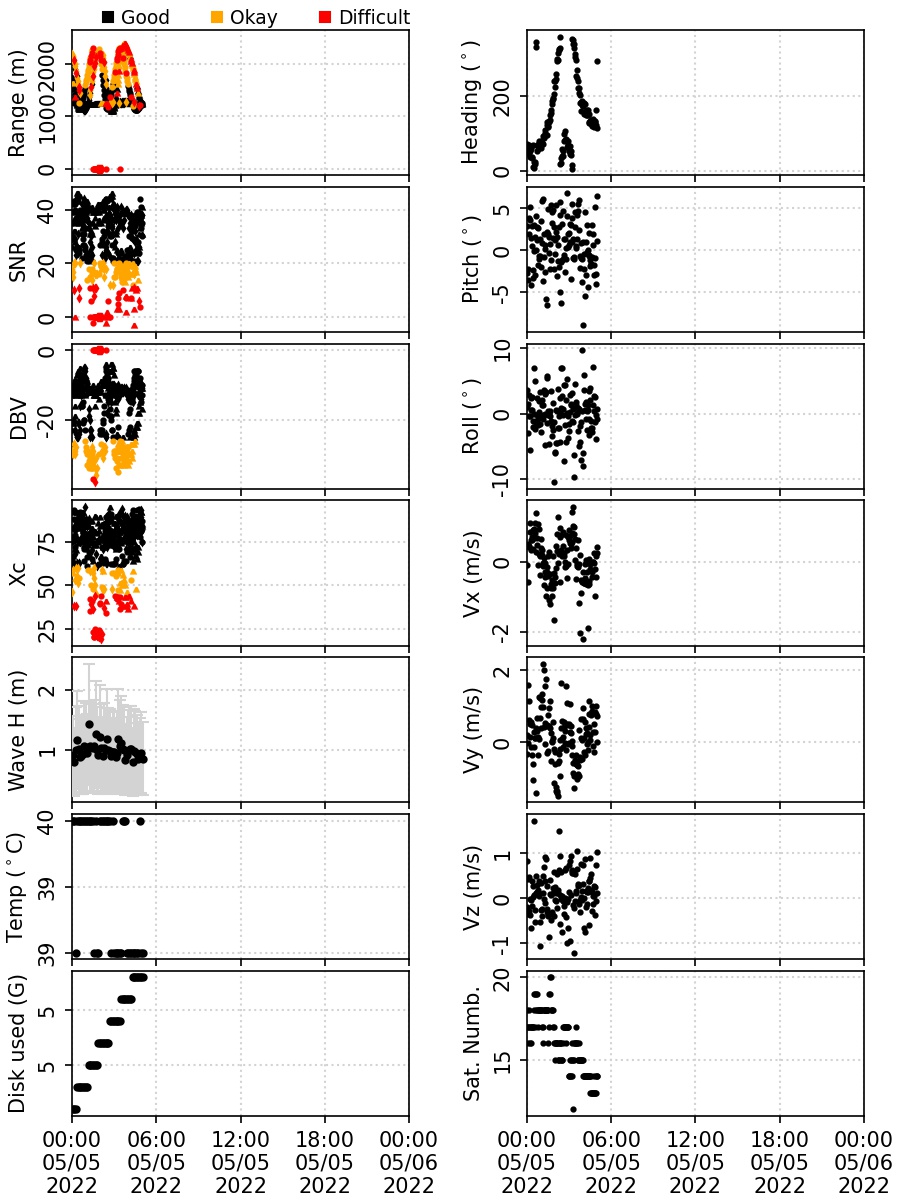 Good Okay Difficult
Range (m)
2000
1000
0
SNR
40
20
0
DBV
0
-20
Xc
75
50
25
Wave H (m)
2
1
Temp (°C)
40
39
39
Disk used (G)
5
5
00:00 06:00 12:00 18:00 00:00
05/05 05/05 05/05 05/05 05/06
2022 2022 2022 2022 2022
Heading (°)
200
0
Pitch (°)
5
0
-5
Roll (°)
10
0
-10
Vx (m/s)
0
-2
Vy (m/s)
2
0
Vz (m/s)
1
0
-1
Sat. Numb.
20
15
00:00 06:00 12:00 18:00 00:00
05/05 05/05 05/05 05/05 05/06
2022 2022 2022 2022 2022